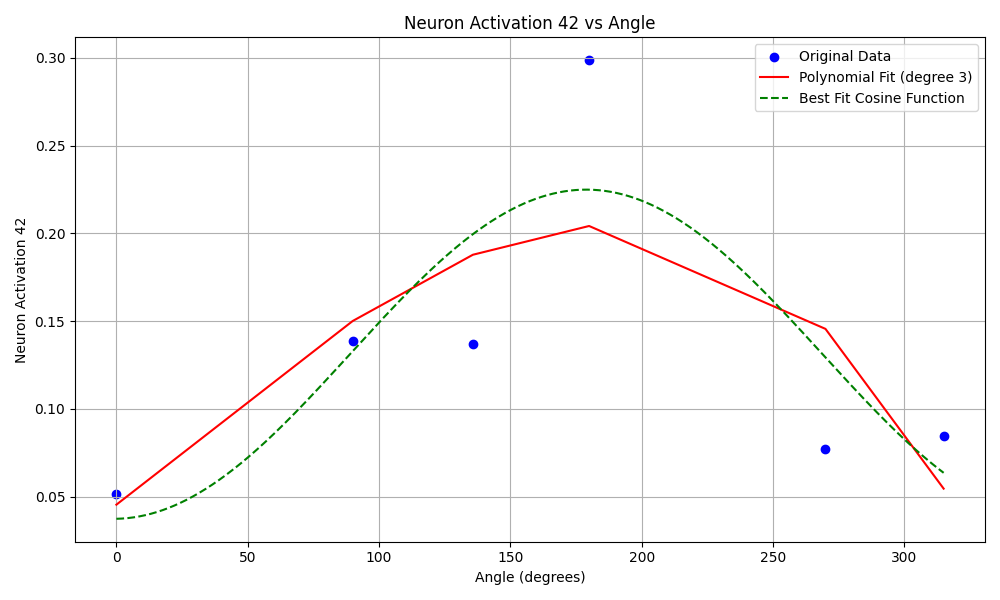 Neuron Activation 42 vs Angle
Original Data
Polynomial Fit (degree 3)
Best Fit Cosine Function
0.30
0.25
0.20
0.15
0.10
0.05
Neuron Activation 42
0 50 100 150 200 250 300
Angle (degrees)